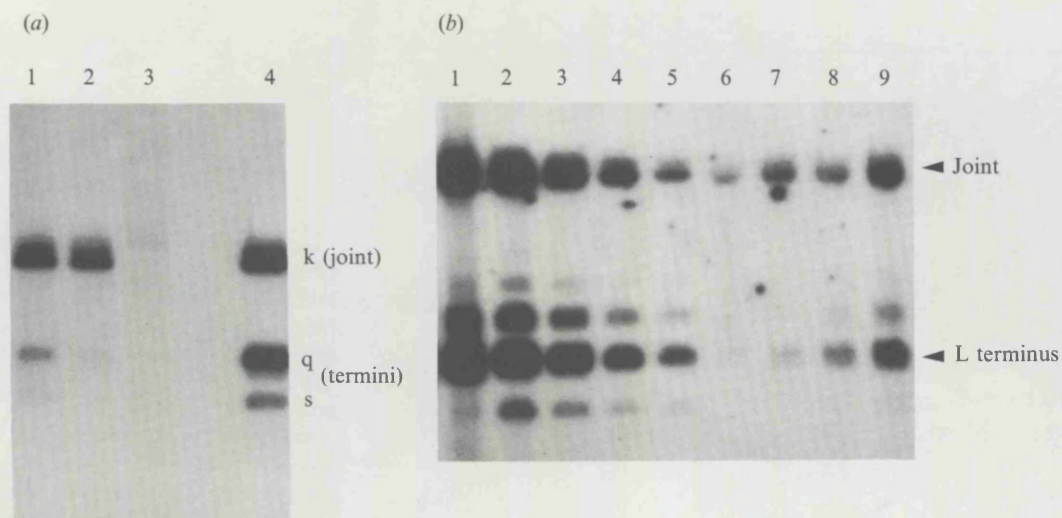 (a)
1 2 3 4
k (joint)
q
(termini)
s
(b)
1 2 3 4 5 6 7 8 9
Joint
L terminus